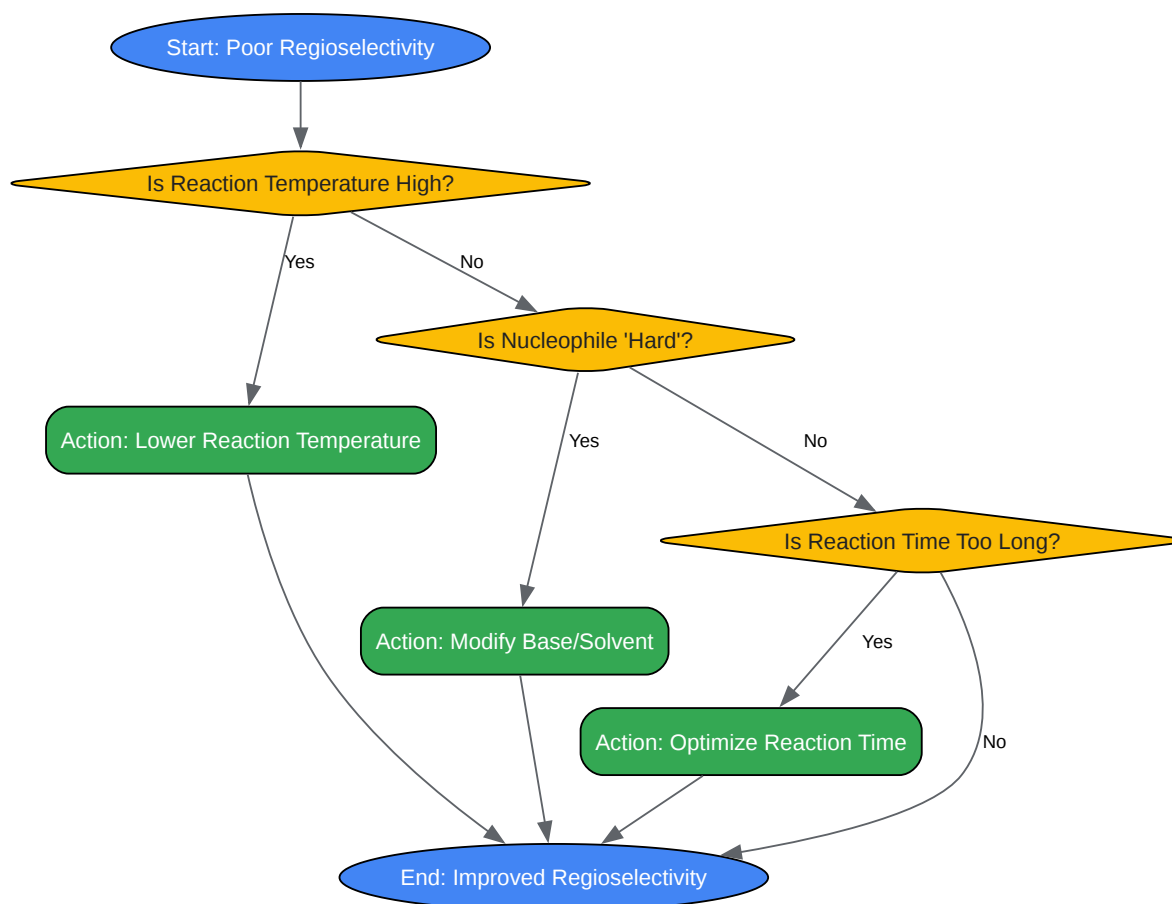 Start: Poor Regioselectivity
Is Reaction Temperature High?
Yes
No
Is Nucleophile 'Hard'?
Action: Lower Reaction Temperature
Yes
No
Is Reaction Time Too Long?
Action: Modify Base/Solvent
Yes
Action: Optimize Reaction Time
No
End: Improved Regioselectivity